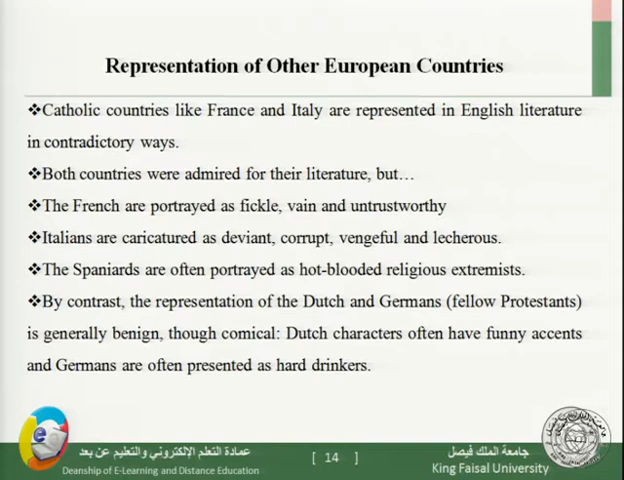 Representation of Other European Countries
❖Catholic countries like France and Italy are represented in English literature
in contradictory ways.
❖Both countries were admired for their literature, but…
❖The French are portrayed as fickle, vain and untrustworthy
❖Italians are caricatured as deviant, corrupt, vengeful and lecherous.
❖The Spaniards are often portrayed as hot-blooded religious extremists.
❖By contrast, the representation of the Dutch and Germans (fellow Protestants)
is generally benign, though comical: Dutch characters often have funny accents
and Germans are often presented as hard drinkers.
عمادة التعلم الإلكتروني والتعليم عن بعد
Deanship of E-Learning and Distance Education
[ 14 ]
جامعة الملك فيصل
King Faisal University